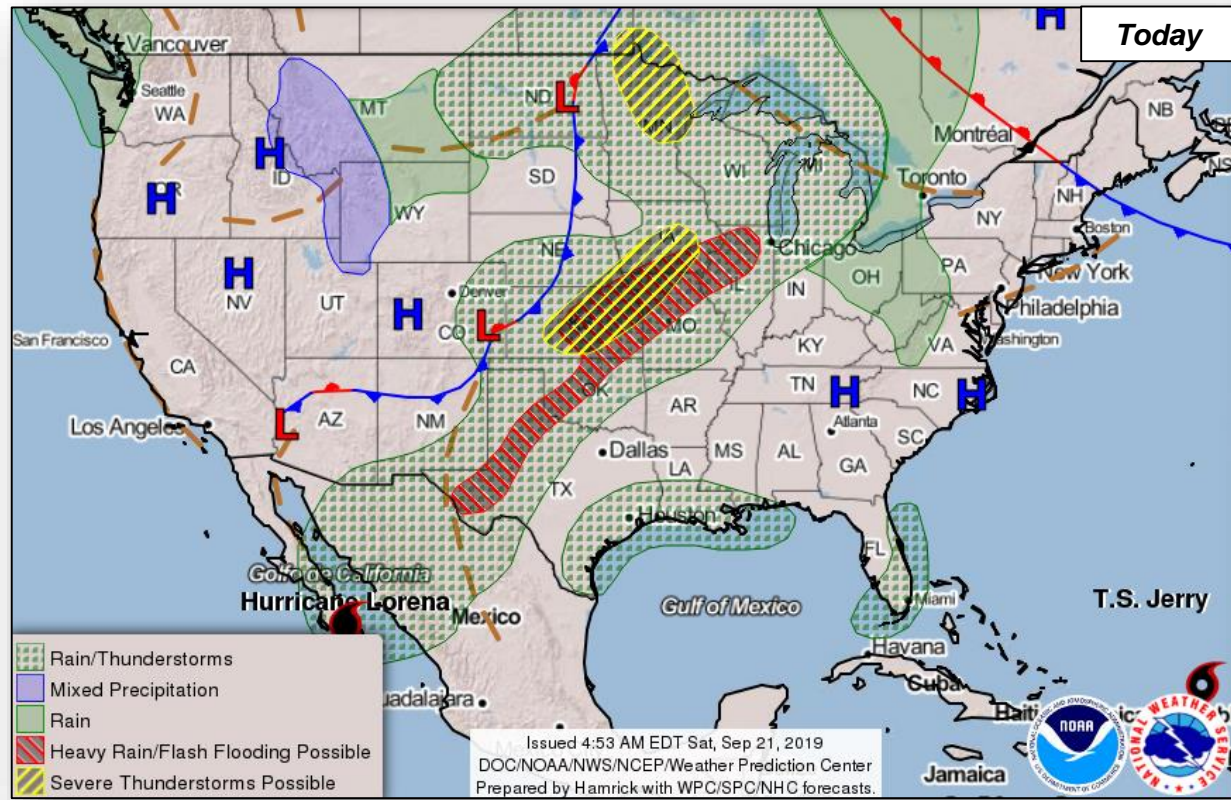 Today
H
Vancouver
Seattle
WA
MT
ND
L
NB
Montréal
H
ID
H
SD
WI
MI
Toronto
NH
WY
NY
Boston
NE
IA
Chicago
H
NV
UT
Denver
IN
OH
PA
New York
Philadelphia
H
CO
L
MO
San Francisco
CA
KY
VA
Washington
TN
H
NC
H
OK
L
AZ
NM
AR
Atlanta
Los Angeles
SC
Dallas
MS
AL
GA
LA
TX
Houston
FL
Golfo de California
Hurricane Lorena
Mexico
Gulf of Mexico
Miami
T.S. Jerry
Havana
Cuba
Rain/Thunderstorms
Mixed Precipitation
Rain
Heavy Rain/Flash Flooding Possible
Severe Thunderstorms Possible
uadalajara
Haiti
Jamaica
Issued 4:53 AM EDT Sat, Sep 21, 2019
DOC/NOAA/NWS/NCEP/Weather Prediction Center
Prepared by Hamrick with WPC/SPC/NHC forecasts.
NOAA
NATIONAL WEATHER SERVICE